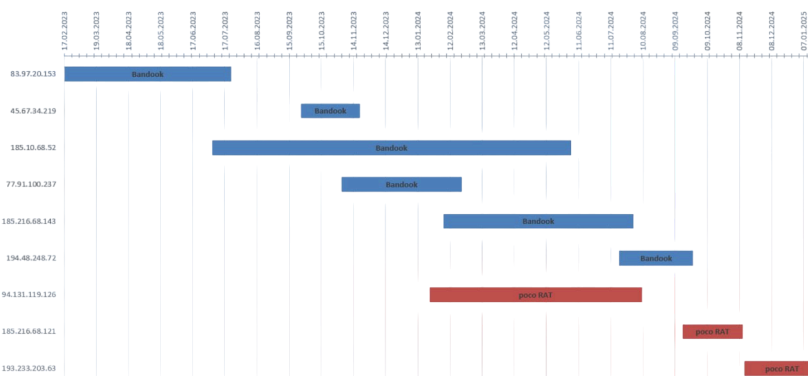 17.02.2023
19.03.2023
18.04.2023
18.05.2023
17.06.2023
17.07.2023
16.08.2023
15.09.2023
15.10.2023
14.11.2023
14.12.2023
13.01.2024
12.02.2024
13.03.2024
12.04.2024
12.05.2024
11.06.2024
11.07.2024
10.08.2024
09.09.2024
09.10.2024
08.11.2024
08.12.2024
07.01.2025
83.97.20.153 Bandook
45.67.34.219 Bandook
185.10.68.52 Bandook
77.91.100.237 Bandook
185.216.68.143 Bandook
194.48.248.72 Bandook
94.131.119.126 poco RAT
185.216.68.121 poco RAT
193.233.203.63 poco RAT